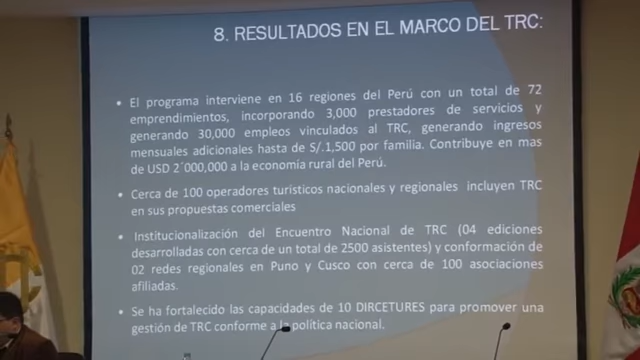 8. RESULTADOS EN EL MARCO DEL TRC:
• El programa interviene en 16 regiones del Perú con un total de 72
emprendimientos, incorporando 3,000 prestadores de servicios y
generando 30,000 empleos vinculados al TRC, generando ingresos
mensuales adicionales hasta de S/.1,500 por familia. Contribuye en mas
de USD 2´000,000 a la economía rural del Perú.
• Cerca de 100 operadores turísticos nacionales y regionales incluyen TRC
en sus propuestas comerciales
• Institucionalización del Encuentro Nacional de TRC (04 ediciones
desarrolladas con cerca de un total de 2500 asistentes) y conformación de
02 redes regionales en Puno y Cusco con cerca de 100 asociaciones
afiliadas.
• Se ha fortalecido las capacidades de 10 DIRCETURES para promover una
gestión de TRC conforme a la política nacional.